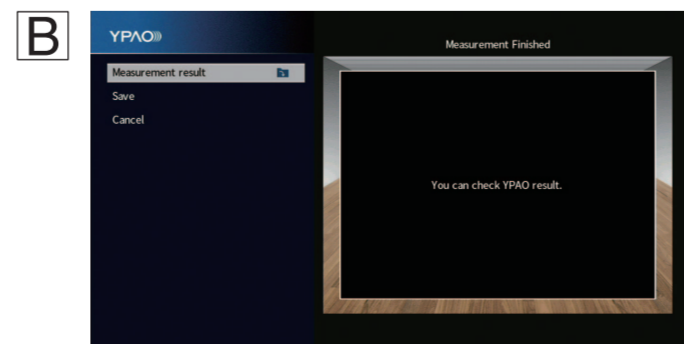 B
YPAO
Measurement Finished
Measurement result
Save
Cancel
You can check YPAO result.